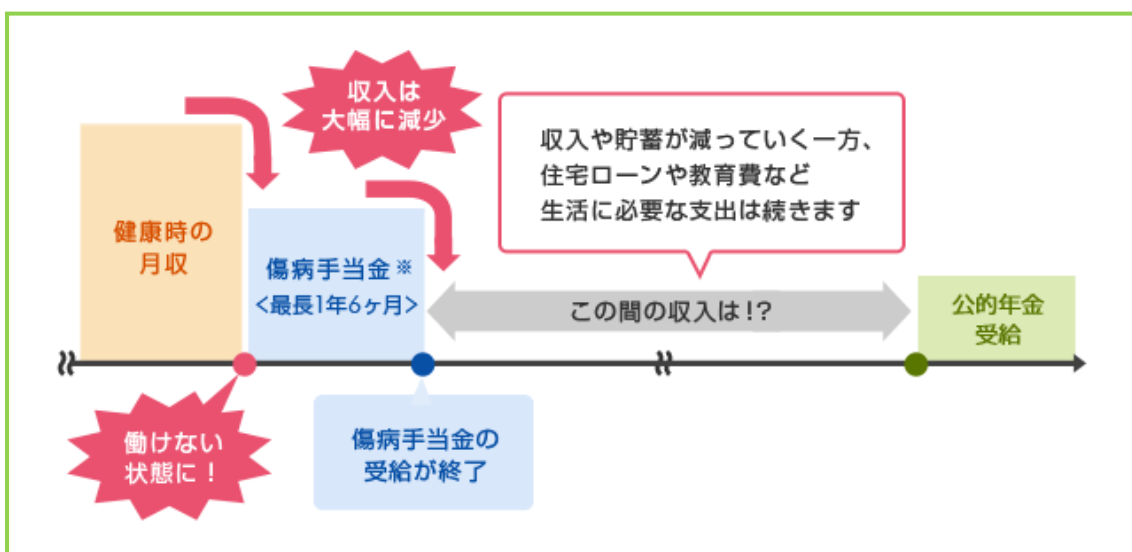 収入は
大幅に減少
収入や貯蓄が減っていく一方、
住宅ローンや教育費など
生活に必要な支出は続きます
健康時の
月収
傷病手当金※
<最長1年6ヶ月>
この間の収入は!?
公的年金
受給
働けない
状態に!
傷病手当金の
受給が終了